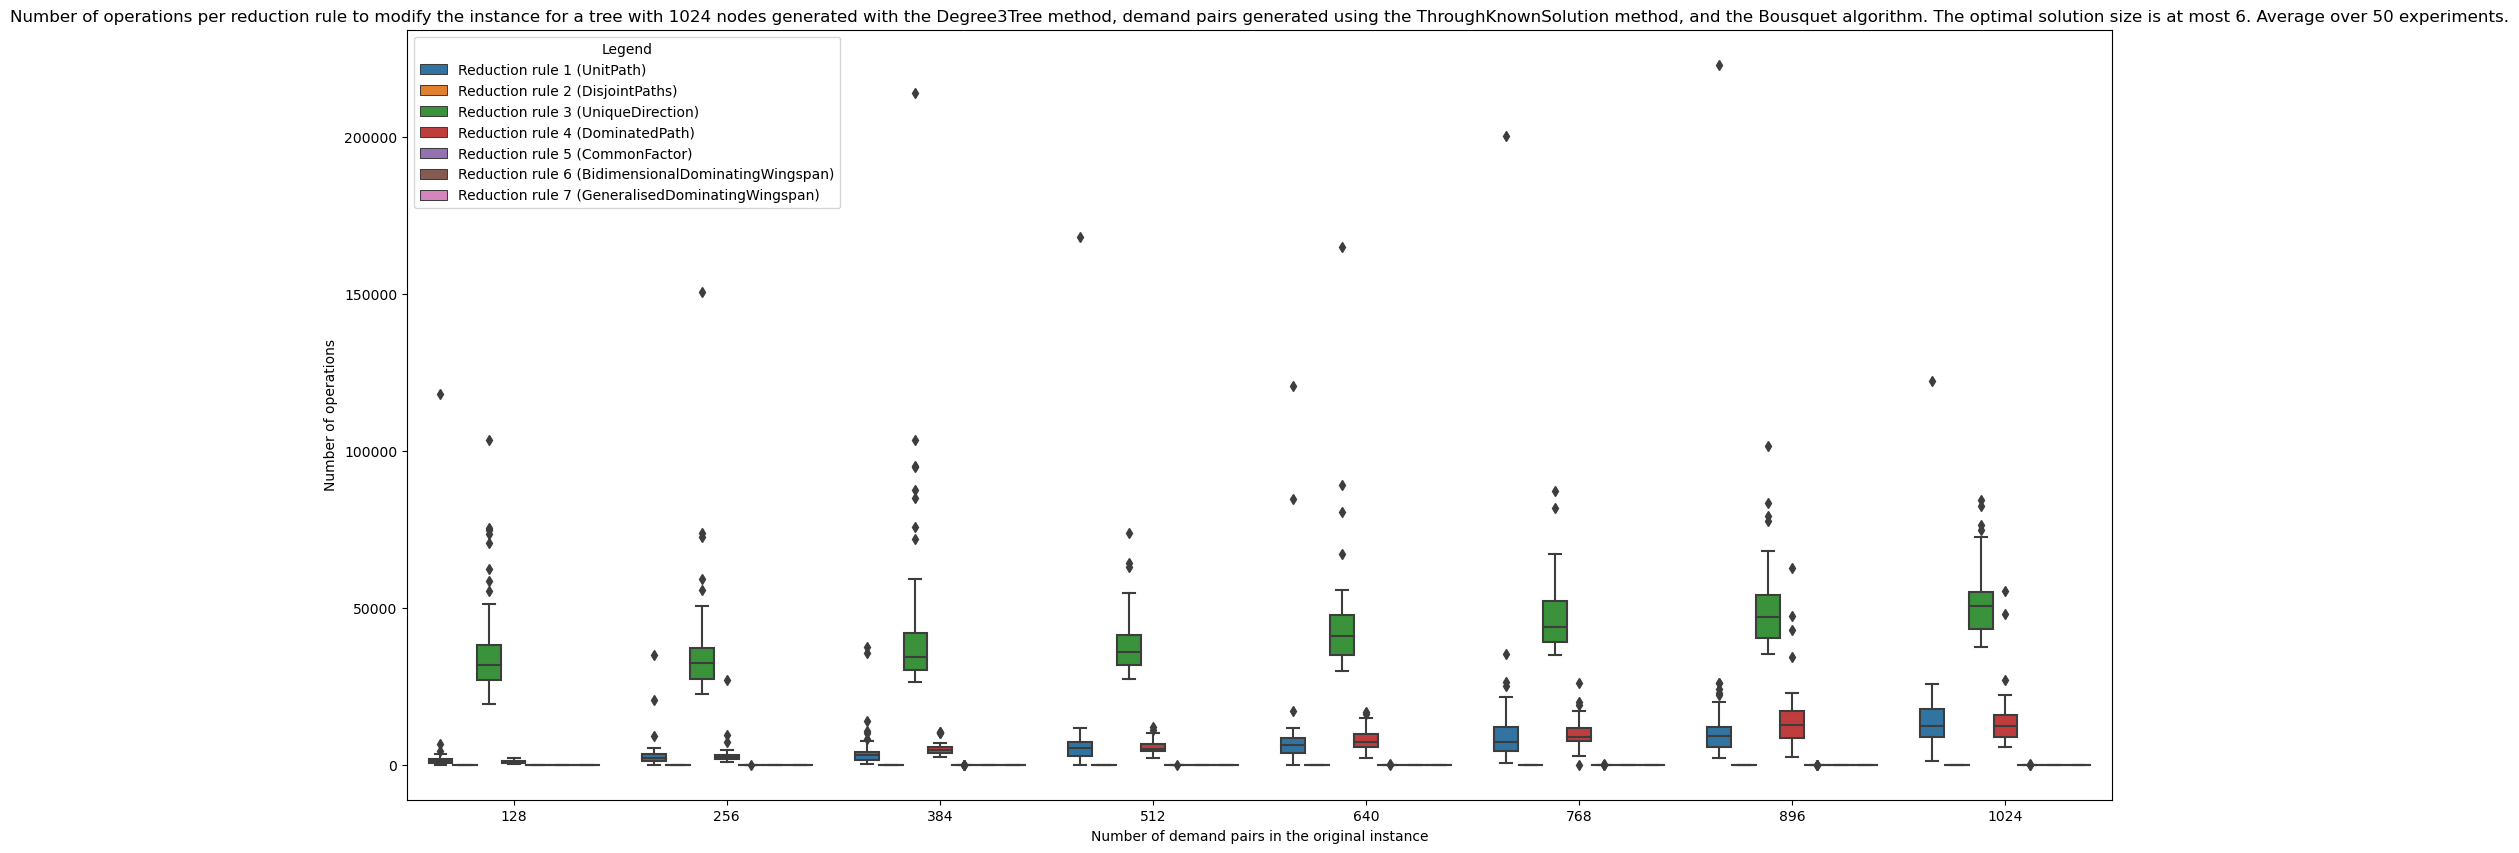 Number of operations per reduction rule to modify the instance for a tree with 1024 nodes generated with the Degree3Tree method, demand pairs generated using the ThroughKnownSolution method, and the Bousquet algorithm. The optimal solution size is at most 6. Average over 50 experiments.
Legend
Reduction rule 1 (UnitPath)
Reduction rule 2 (DisjointPaths)
Reduction rule 3 (UniqueDirection)
Reduction rule 4 (DominatedPath)
Reduction rule 5 (CommonFactor)
Reduction rule 6 (BidimensionalDominatingWingspan)
Reduction rule 7 (GeneralisedDominatingWingspan)
Number of operations
200000
150000
100000
50000
0
128 256 384 512 640 768 896 1024
Number of demand pairs in the original instance